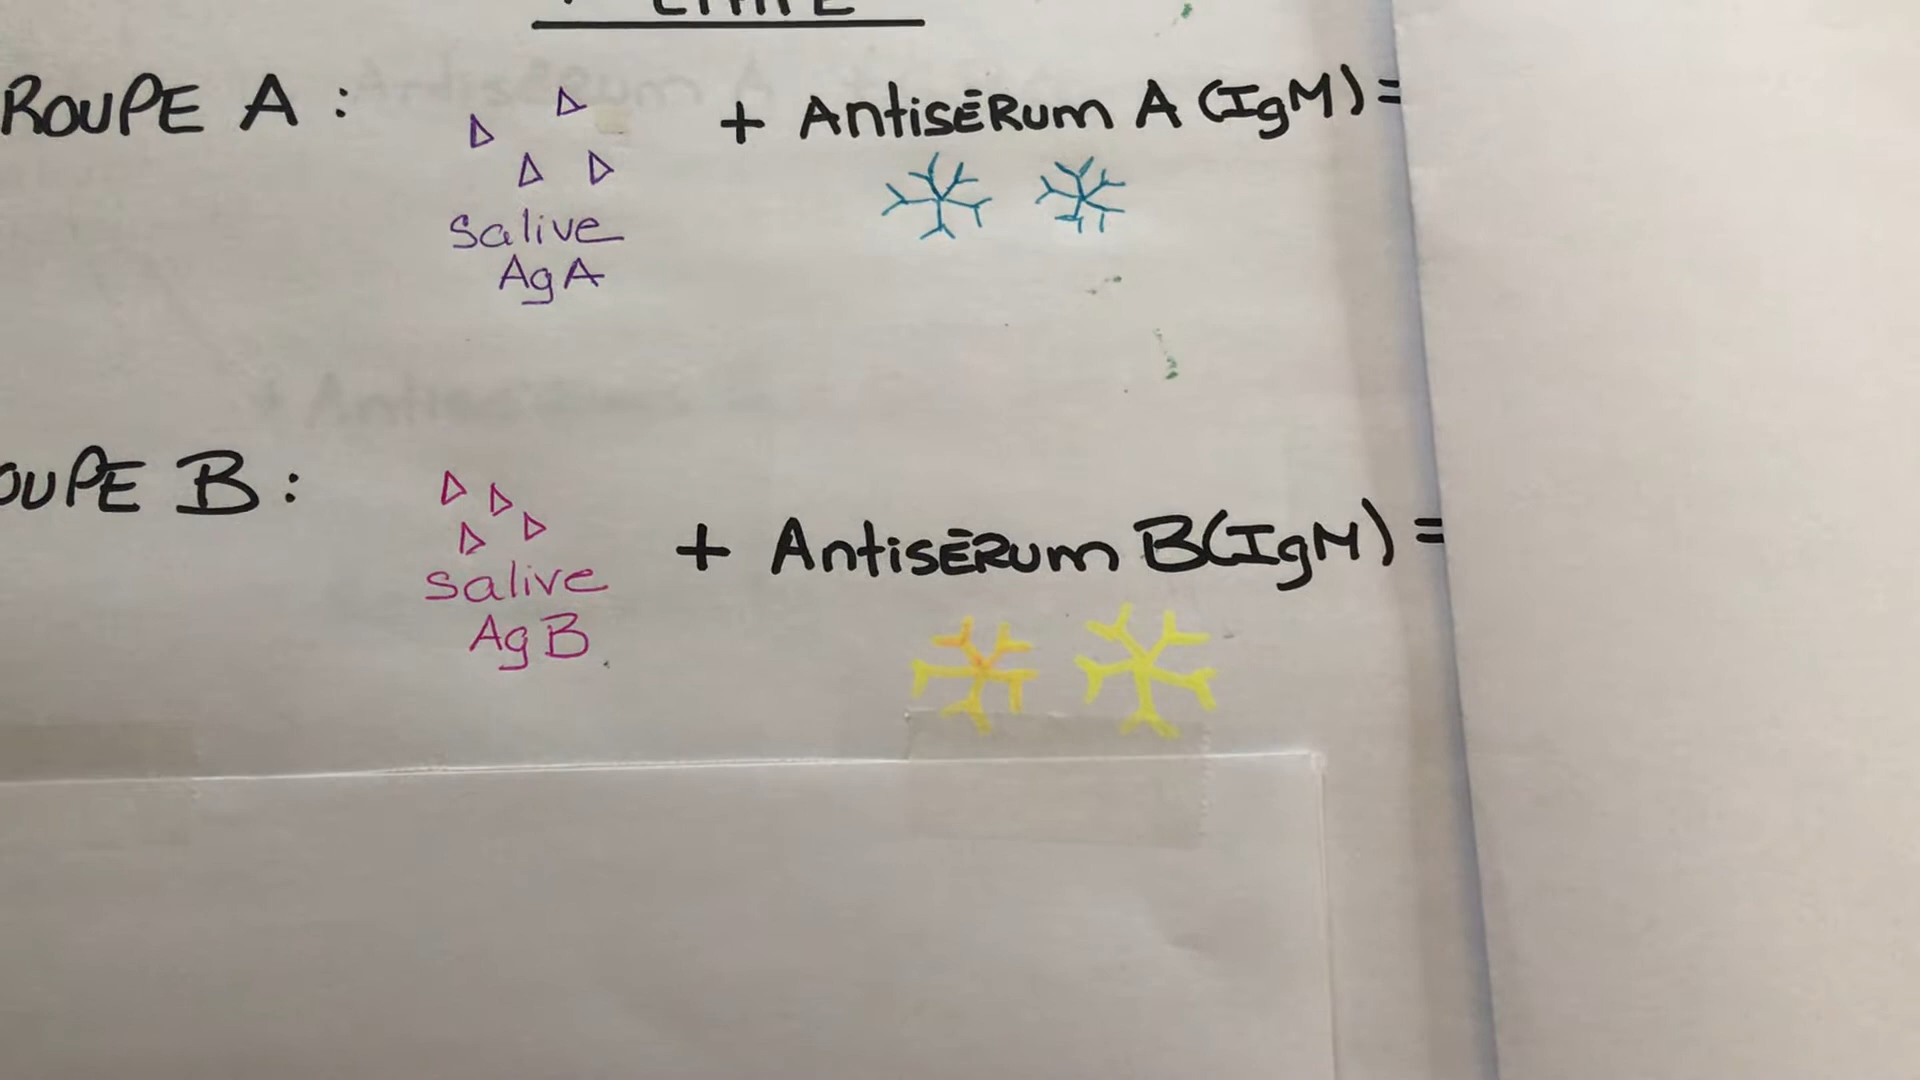 ROUPE A : + AntisÉRum A (IgM) =
Salive
Ag A
OUPE B : + AntisÉRum B (IgM) =
Salive
Ag B